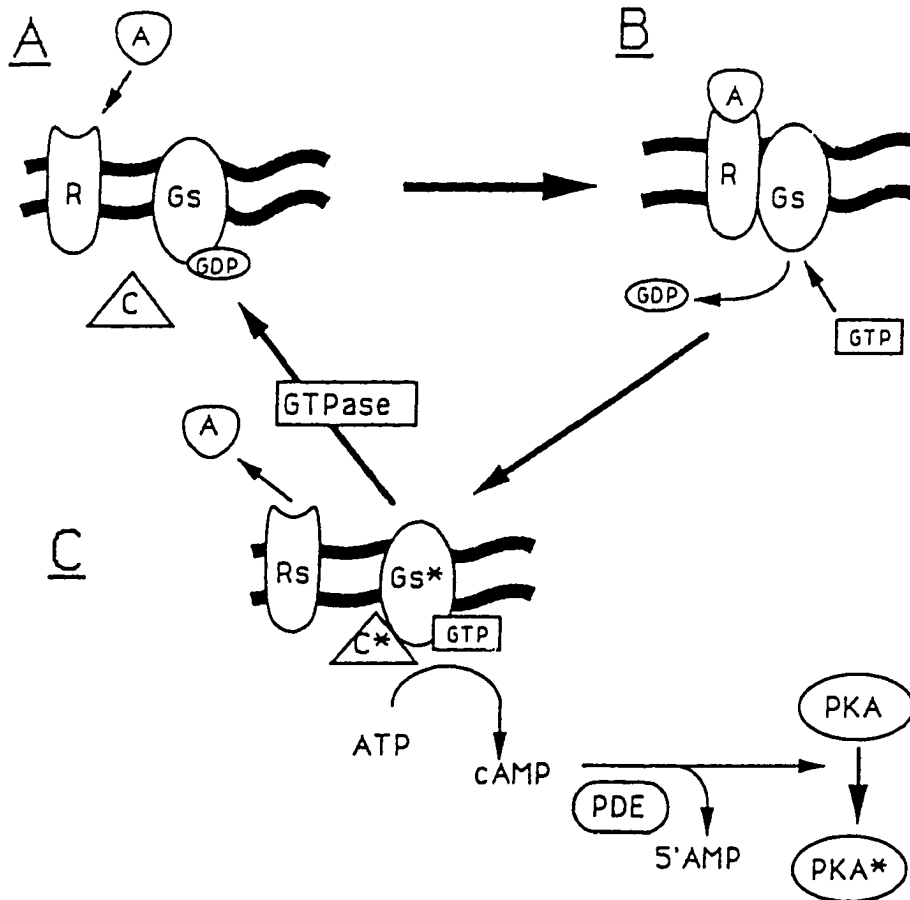 A
A
R
Gs
GDP
C
B
A
R
Gs
GDP
GTP
GTPase
A
C
Rs
Gs*
C*
GTP
ATP
cAMP
PDE
5'AMP
PKA
PKA*